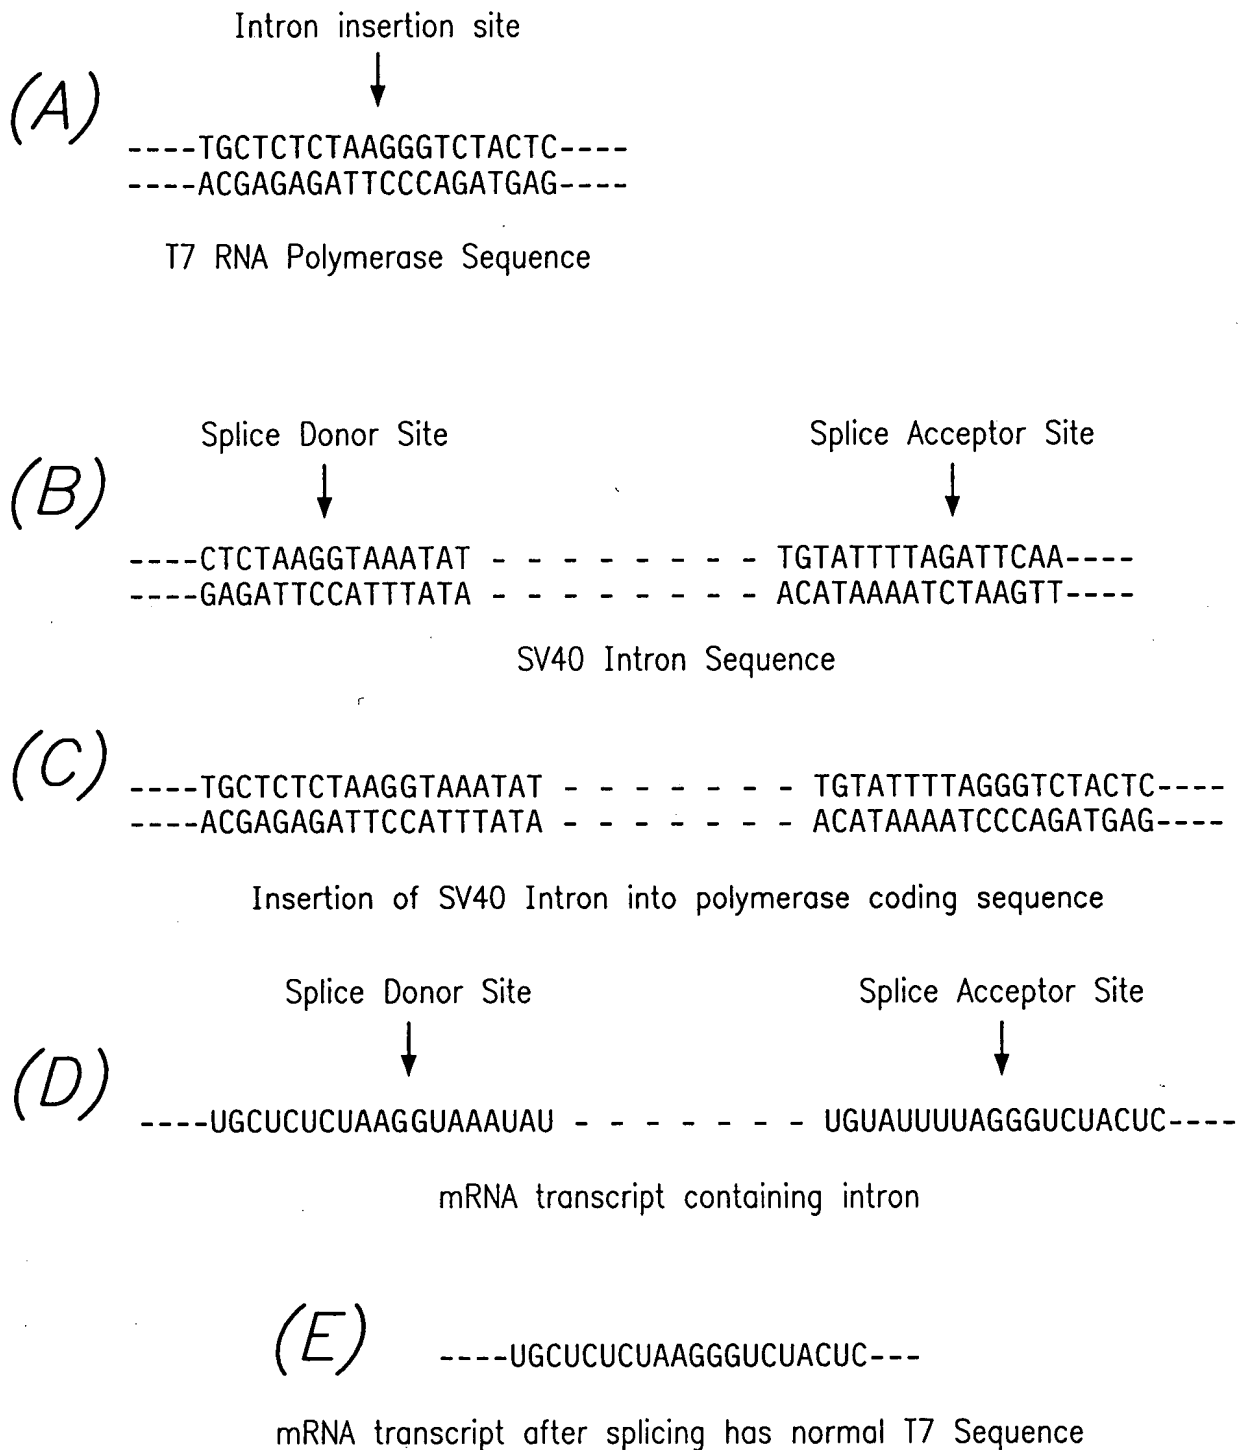 Intron insertion site
(A)
----TGCTCTCTAAGGGTCTACTC----
----ACGAGAGATTCCCAGATGAG----
T7 RNA Polymerase Sequence
Splice Donor Site Splice Acceptor Site
(B)
----CTCTAAGGTAAATAT - - - - - - - - TGTATTTTAGATTCAA----
----GAGATTCCATTTATA - - - - - - - - ACATAAAATCTAAGTT----
SV40 Intron Sequence
(C)
----TGCTCTCTAAGGTAAATAT - - - - - - - TGTATTTTAGGGTCTACTC----
----ACGAGAGATTCCATTTATA - - - - - - - ACATAAAATCCCAGATGAG----
Insertion of SV40 Intron into polymerase coding sequence
Splice Donor Site Splice Acceptor Site
(D)
----UGCUCUCUAAGGUAAAUAU - - - - - - - UGUAUUUUAGGGUCUACUC----
mRNA transcript containing intron
(E) ----UGCUCUCUAAGGGUCUACUC---
mRNA transcript after splicing has normal T7 Sequence